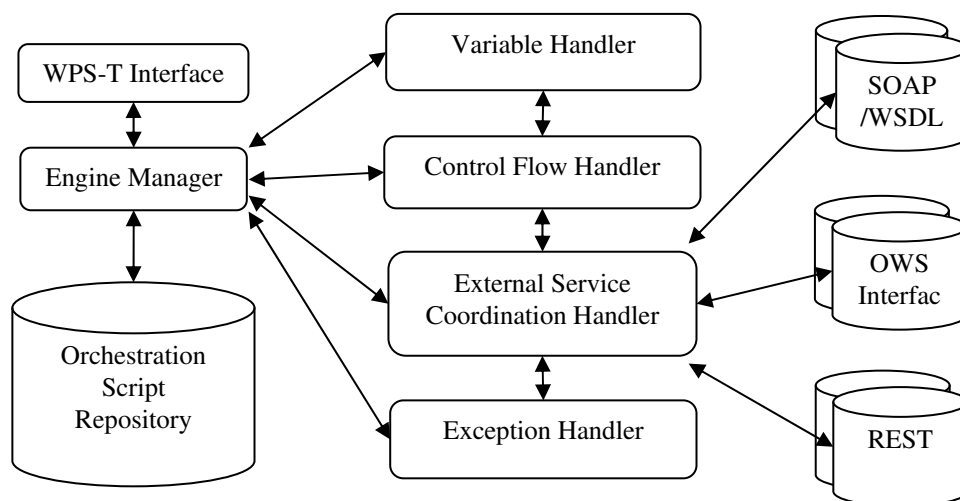 WPS-T Interface
Engine Manager
Orchestration
Script
Repository
Variable Handler
Control Flow Handler
External Service
Coordination Handler
Exception Handler
SOAP
/WSDL
OWS
Interfac
REST